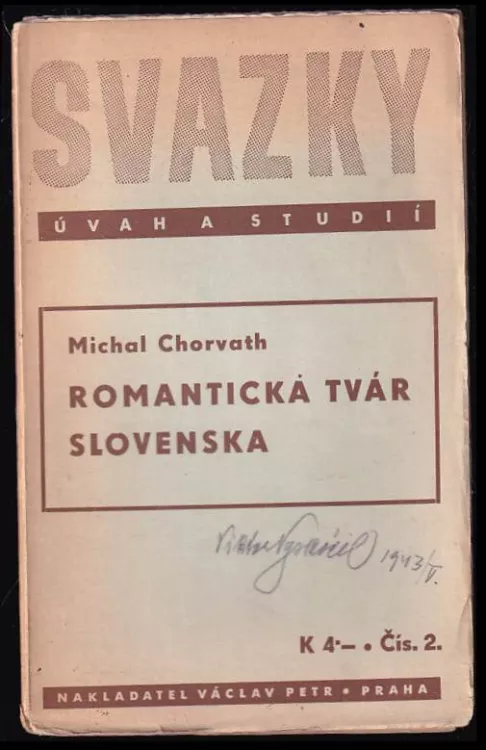 SVAZKY
ÚVAH A STUDIÍ
Michal Chorvath
ROMANTICKÁ TVÁR
SLOVENSKA
1943/V.
K 4·— • Čís. 2.
NAKLADATEL VÁCLAV PETR • PRAHA